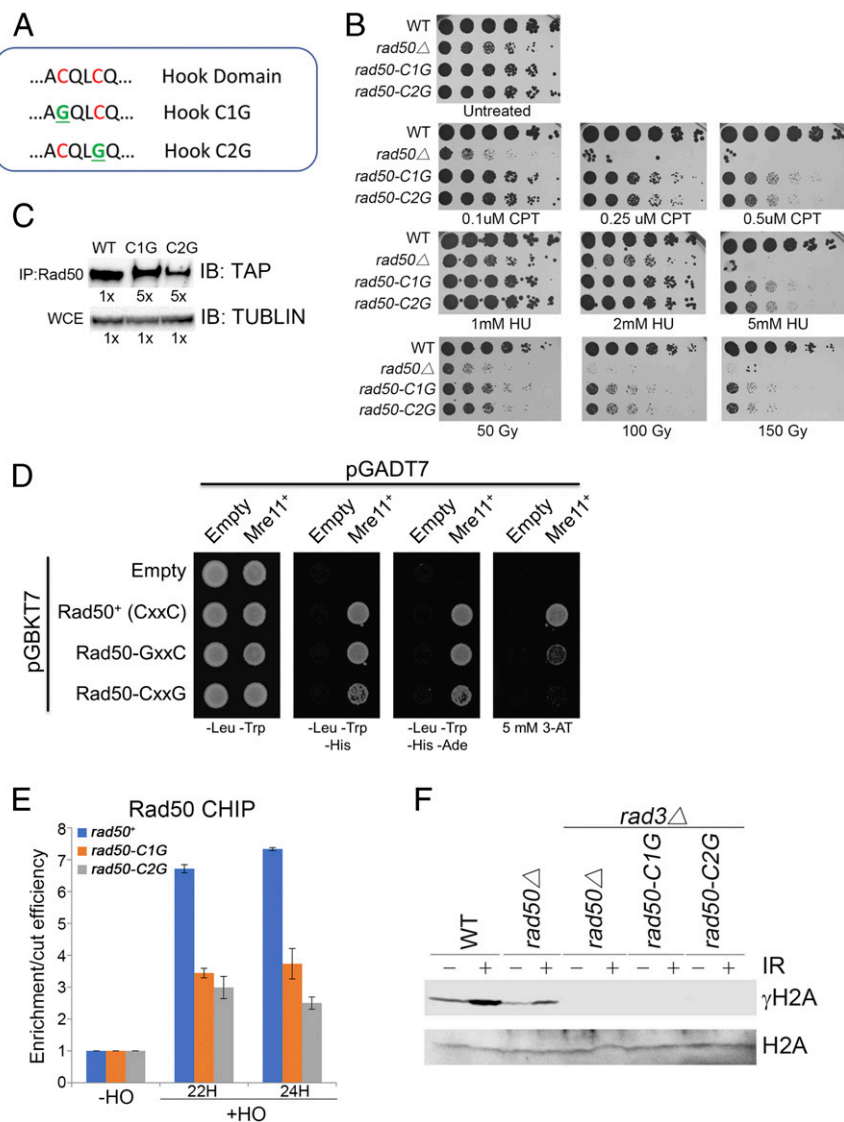 A
...ACQLCQ... Hook Domain
...AGQLCQ... Hook C1G
...ACQLGQ... Hook C2G
B
WT
rad50△
rad50-C1G
rad50-C2G
Untreated
WT
rad50△
rad50-C1G
rad50-C2G
0.1uM CPT 0.25 uM CPT 0.5uM CPT
WT
rad50△
rad50-C1G
rad50-C2G
1mM HU 2mM HU 5mM HU
WT
rad50△
rad50-C1G
rad50-C2G
50 Gy 100 Gy 150 Gy
C
WT C1G C2G
IP:Rad50 IB: TAP
1x 5x 5x
WCE IB: TUBLIN
1x 1x 1x
D
pGADT7
Empty Mre11+ Empty Mre11+ Empty Mre11+ Empty Mre11+
pGBKT7
Empty
Rad50+ (CxxC)
Rad50-GxxC
Rad50-CxxG
-Leu -Trp -Leu -Trp -Leu -Trp 5 mM 3-AT
-His -His -Ade
E
Rad50 CHIP
Enrichment/cut efficiency
8
7
6
5
4
3
2
1
0
rad50+
rad50-C1G
rad50-C2G
22H 24H
-HO +HO
F
rad3△
WT rad50△ rad50△ rad50-C1G rad50-C2G
– + – + – + – + – + IR
γH2A
H2A